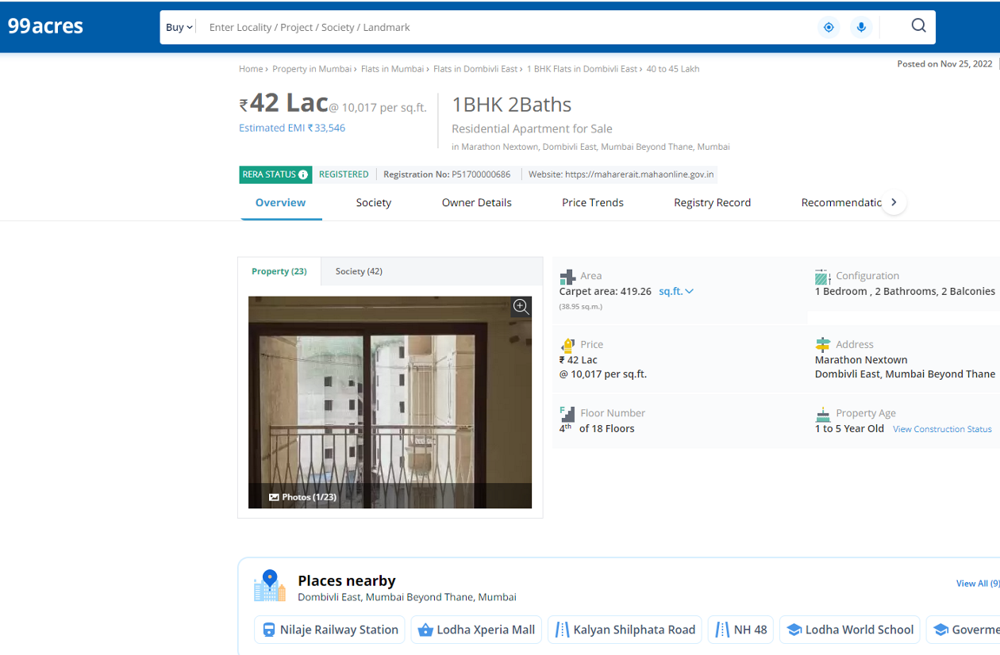 99acres
Buy
Enter Locality / Project / Society / Landmark
Home › Property in Mumbai › Flats in Mumbai › Flats in Dombivli East › 1 BHK Flats in Dombivli East › 40 to 45 Lakh
Posted on Nov 25, 2022
₹42 Lac @ 10,017 per sq.ft.
Estimated EMI ₹ 33,546
1BHK 2Baths
Residential Apartment for Sale
in Marathon Nextown, Dombivli East, Mumbai Beyond Thane, Mumbai
RERA STATUS REGISTERED Registration No: P51700000686 Website: https://maharerait.mahaonline.gov.in
Overview Society Owner Details Price Trends Registry Record Recommendatio
Property (23) Society (42)
Photos (1/23)
Area
Carpet area: 419.26 sq.ft.
(38.95 sq.m.)
Configuration
1 Bedroom , 2 Bathrooms, 2 Balconies
Price
₹ 42 Lac
@ 10,017 per sq.ft.
Address
Marathon Nextown
Dombivli East, Mumbai Beyond Thane
Floor Number
4th of 18 Floors
Property Age
1 to 5 Year Old View Construction Status
Places nearby
Dombivli East, Mumbai Beyond Thane, Mumbai
View All (9)
Nilaje Railway Station Lodha Xperia Mall Kalyan Shilphata Road NH 48 Lodha World School Governme